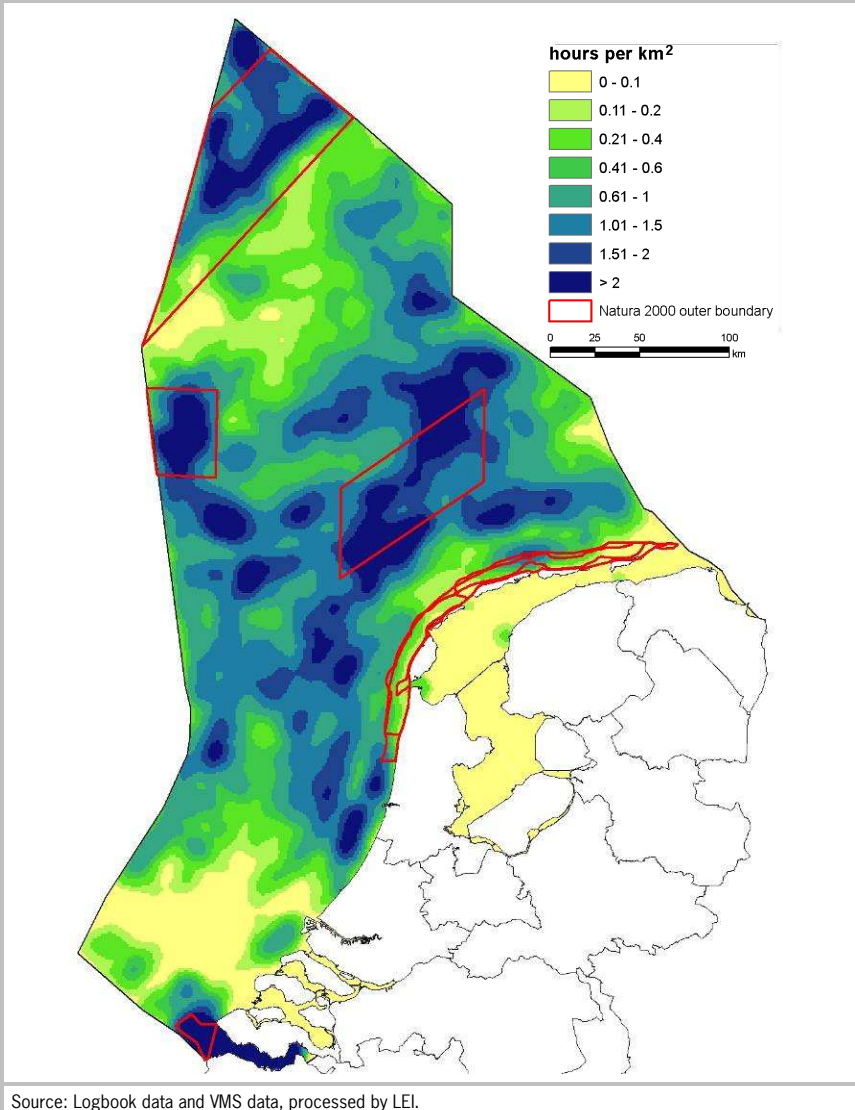 hours per km²
0 - 0.1
0.11 - 0.2
0.21 - 0.4
0.41 - 0.6
0.61 - 1
1.01 - 1.5
1.51 - 2
> 2
Natura 2000 outer boundary
0 25 50 100
km
Source: Logbook data and VMS data, processed by LEI.